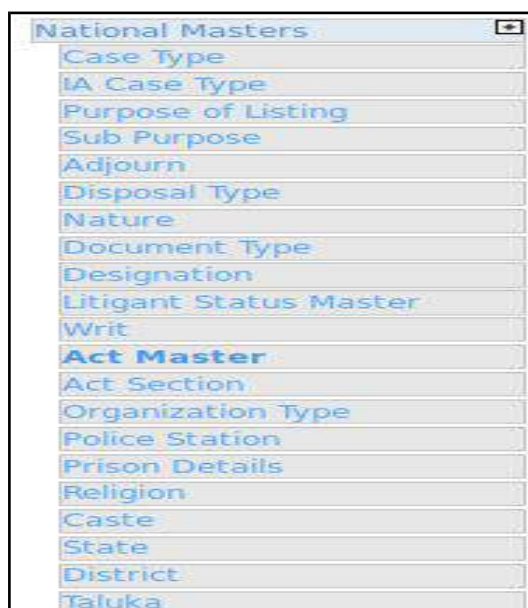 National Masters
Case Type
IA Case Type
Purpose of Listing
Sub Purpose
Adjourn
Disposal Type
Nature
Document Type
Designation
Litigant Status Master
Writ
Act Master
Act Section
Organization Type
Police Station
Prison Details
Religion
Caste
State
District
Taluka